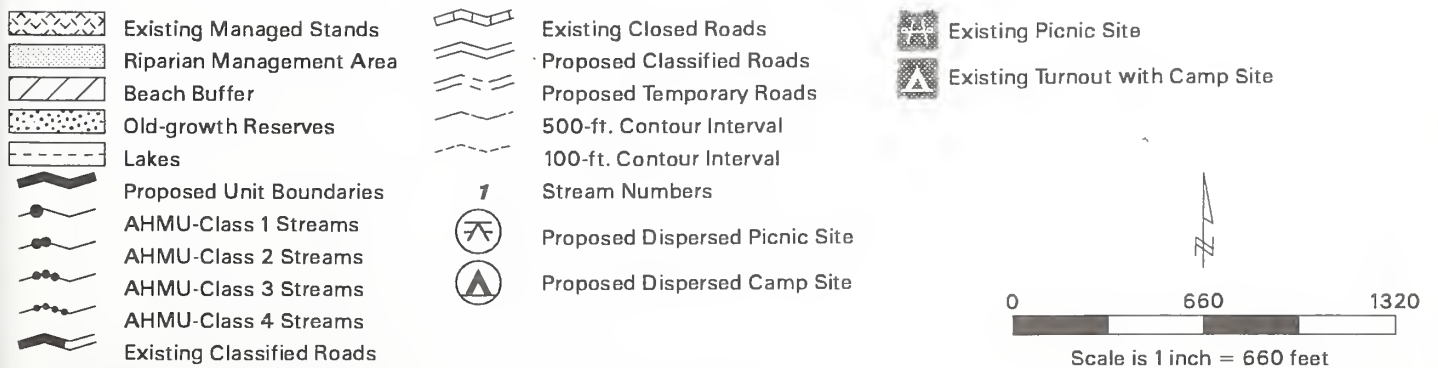 Existing Managed Stands
Riparian Management Area
Beach Buffer
Old-growth Reserves
Lakes
Proposed Unit Boundaries
AHMU-Class 1 Streams
AHMU-Class 2 Streams
AHMU-Class 3 Streams
AHMU-Class 4 Streams
Existing Classified Roads
Existing Closed Roads
Proposed Classified Roads
Proposed Temporary Roads
500-ft. Contour Interval
100-ft. Contour Interval
1 Stream Numbers
Proposed Dispersed Picnic Site
Proposed Dispersed Camp Site
Existing Picnic Site
Existing Turnout with Camp Site
0 660 1320
Scale is 1 inch = 660 feet